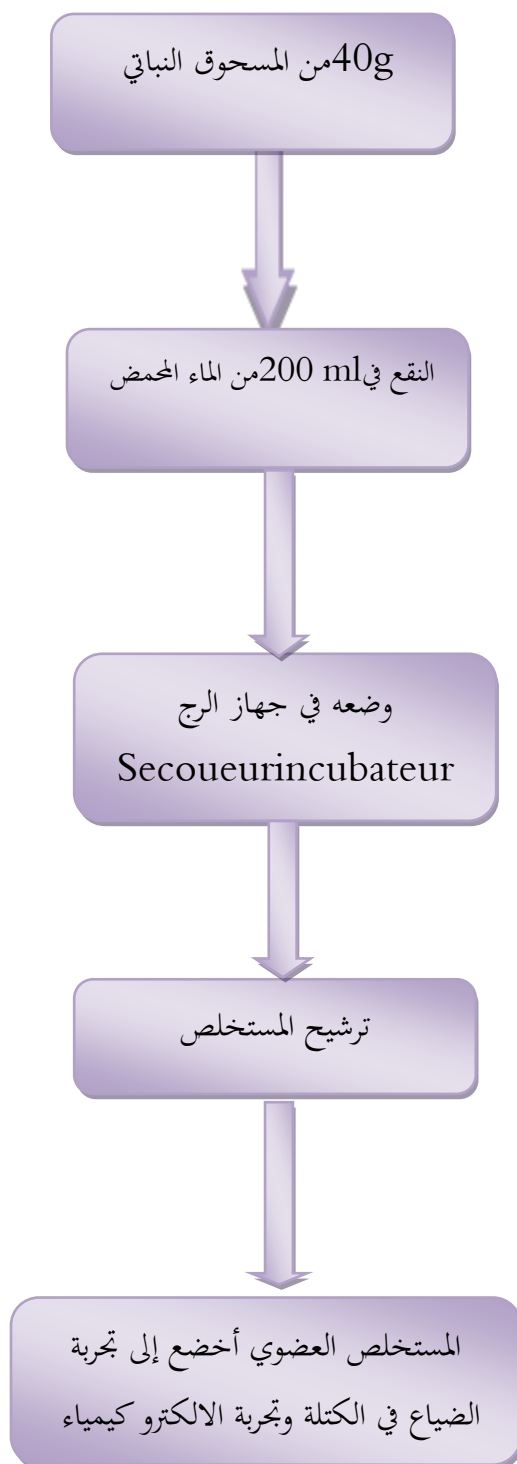 40gمن المسحوق النباتي
النقع في200 mlمن الماء المحمض
وضعه في جهاز الرج
Secoueurincubateur
ترشيح المستخلص
المستخلص العضوي أخضع إلى تجربة
الضياع في الكتلة وتجربة الالكترو كيمياء